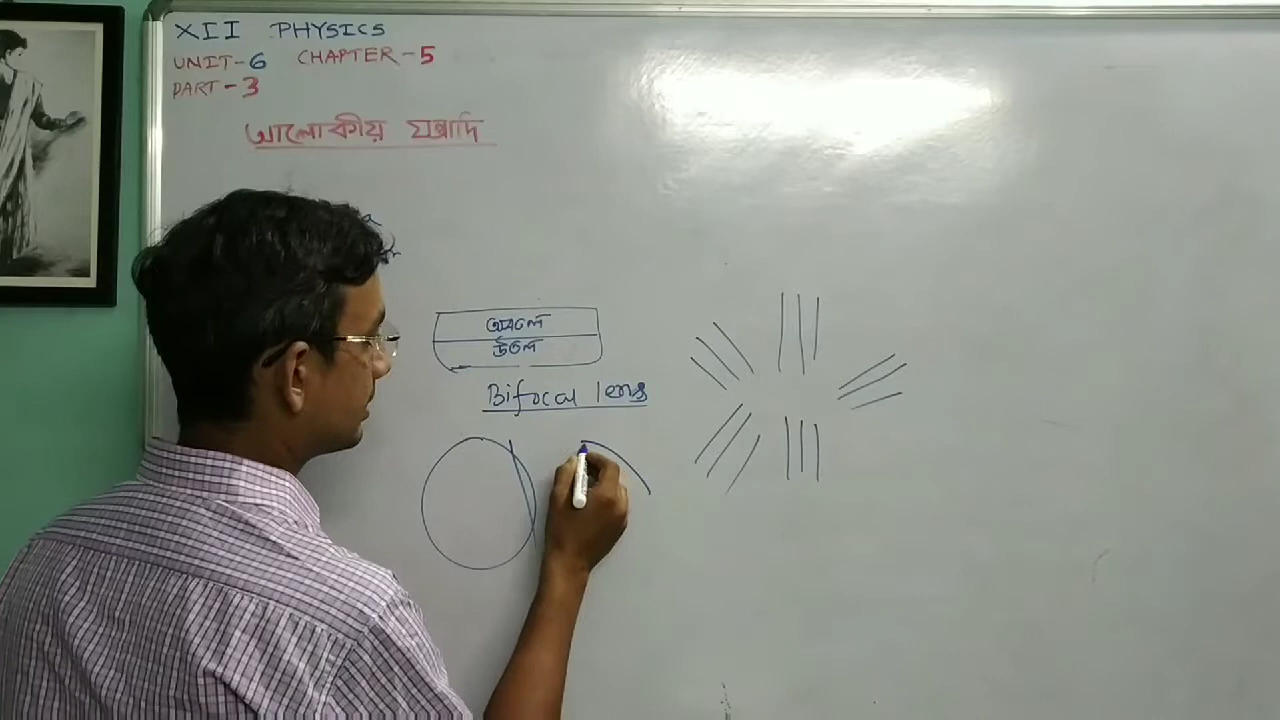 XII PHYSICS
UNIT-6 CHAPTER-5
PART-3
আলোকীয় যন্ত্রাদি
অবতল
উত্তল
Bifocal lens